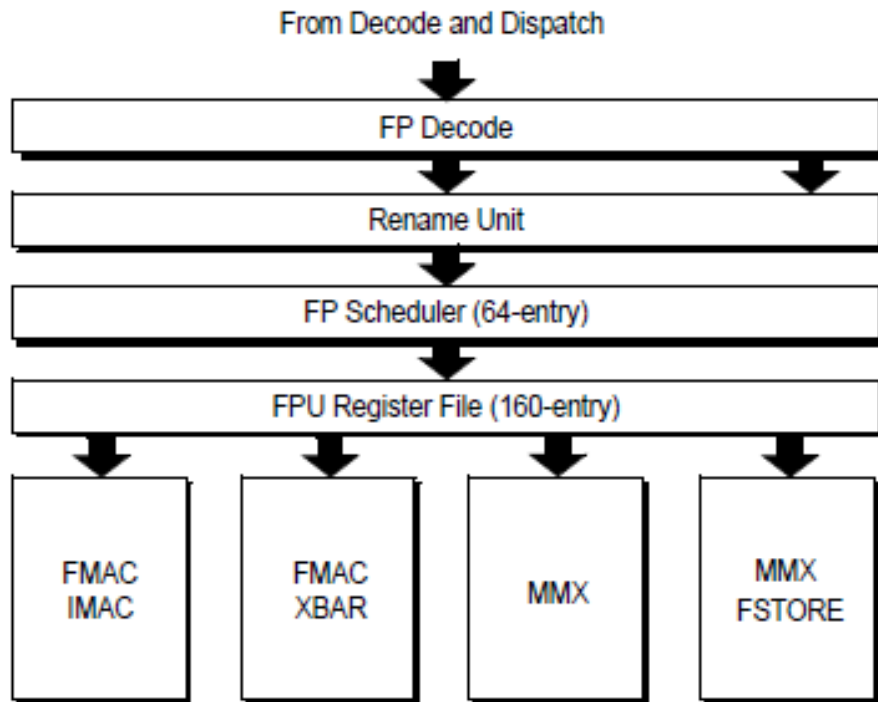 From Decode and Dispatch
FP Decode
Rename Unit
FP Scheduler (64-entry)
FPU Register File (160-entry)
FMAC
IMAC
FMAC
XBAR
MMX
MMX
FSTORE